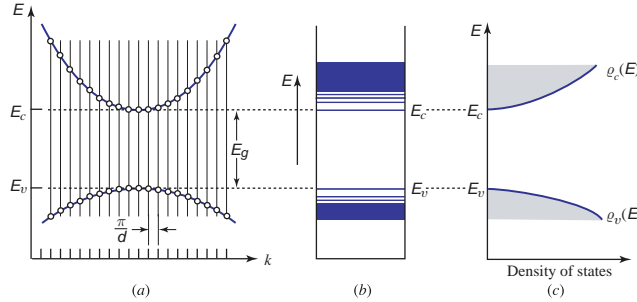 E
E_c
E_g
E_v
π
d
k
(a)
E
E_c
E_v
(b)
E
E_c
E_v
ϱ_c(E)
ϱ_v(E
Density of states
(c)